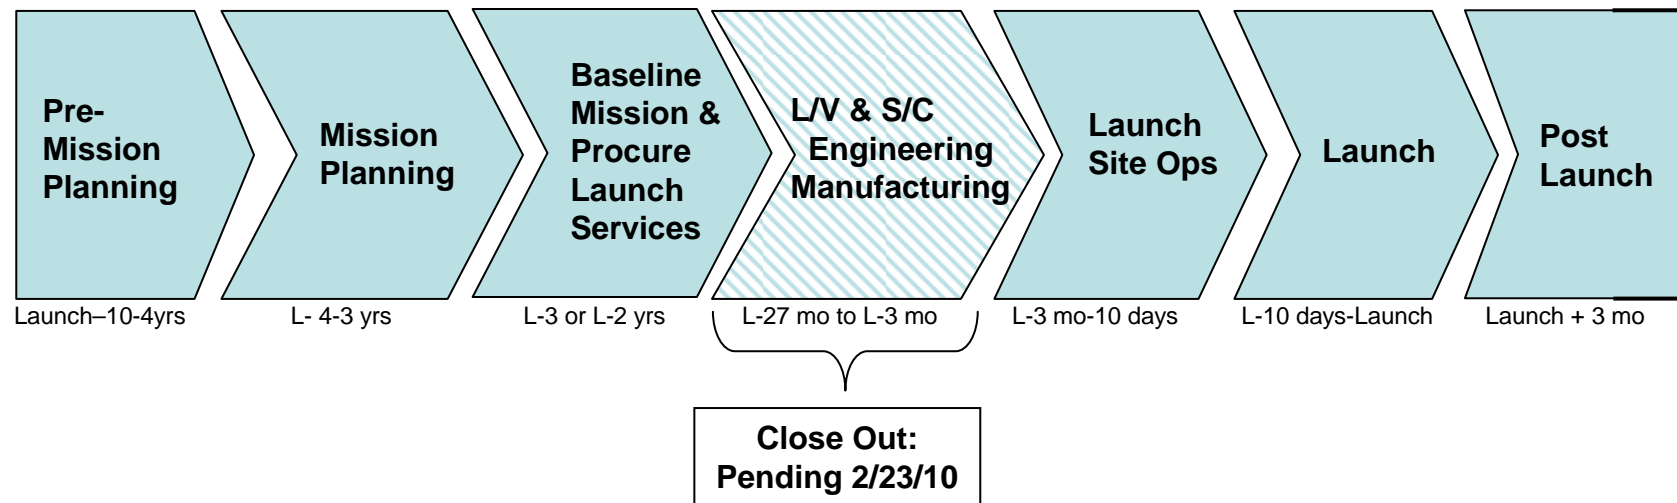 Pre-
Mission
Planning
Mission
Planning
Baseline
Mission &
Procure
Launch
Services
L/V & S/C
Engineering
Manufacturing
Launch
Site Ops
Launch
Post
Launch
Launch–10-4yrs
L- 4-3 yrs
L-3 or L-2 yrs
L-27 mo to L-3 mo
L-3 mo-10 days
L-10 days-Launch
Launch + 3 mo
Close Out:
Pending 2/23/10